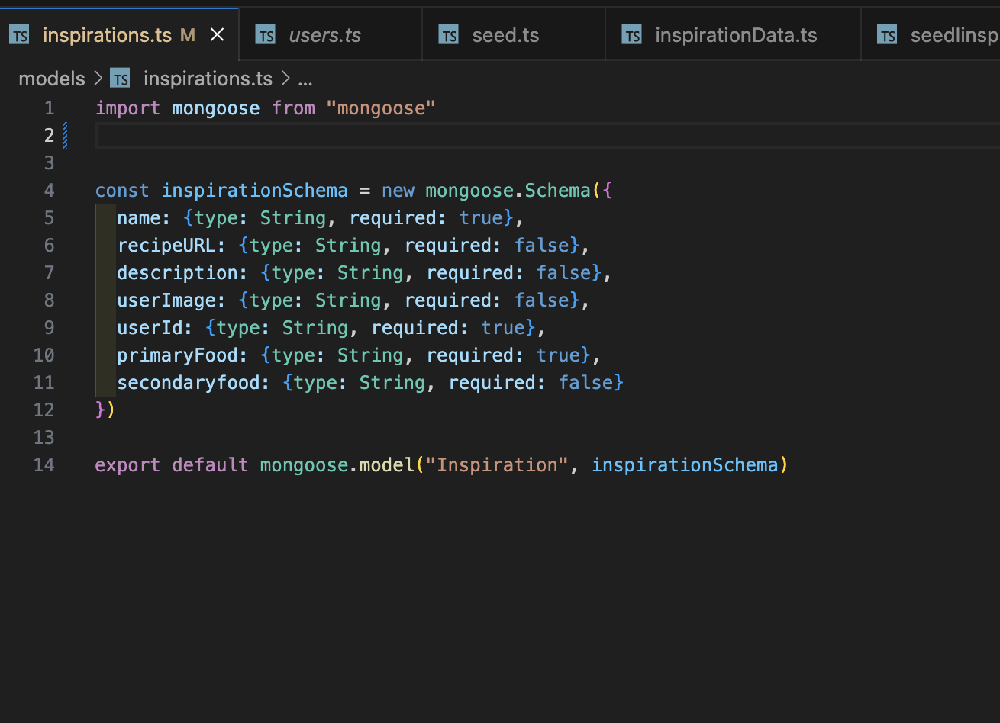 TS inspirations.ts M TS users.ts TS seed.ts TS inspirationData.ts TS seedInsp
models > TS inspirations.ts > ...
1 import mongoose from "mongoose"
2
3
4 const inspirationSchema = new mongoose.Schema({
5 name: {type: String, required: true},
6 recipeURL: {type: String, required: false},
7 description: {type: String, required: false},
8 userImage: {type: String, required: false},
9 userId: {type: String, required: true},
10 primaryFood: {type: String, required: true},
11 secondaryfood: {type: String, required: false}
12 })
13
14 export default mongoose.model("Inspiration", inspirationSchema)